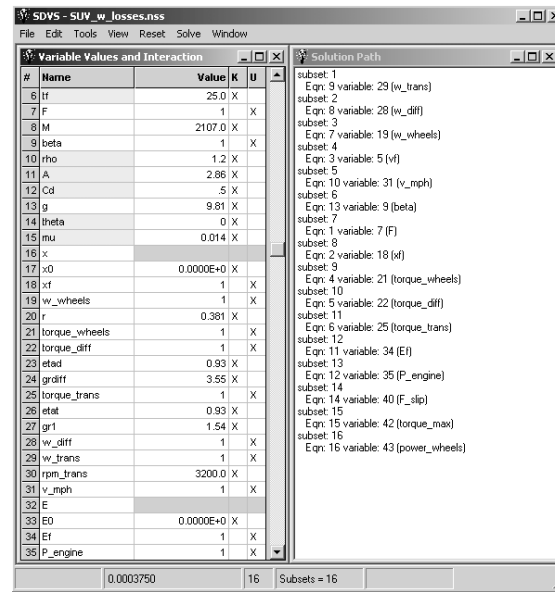 SDVS - SUV_w_losses.nss
File Edit Tools View Reset Solve Window
Variable Values and Interaction
# Name Value K U
6 tf 25.0 X
7 F 1 X
8 M 2107.0 X
9 beta 1 X
10 rho 1.2 X
11 A 2.86 X
12 Cd .5 X
13 g 9.81 X
14 theta 0 X
15 mu 0.014 X
16 x
17 x0 0.0000E+0 X
18 xf 1 X
19 w_wheels 1 X
20 r 0.381 X
21 torque_wheels 1 X
22 torque_diff 1 X
23 etad 0.93 X
24 grdiff 3.55 X
25 torque_trans 1 X
26 etat 0.93 X
27 gr1 1.54 X
28 w_diff 1 X
29 w_trans 1 X
30 rpm_trans 3200.0 X
31 v_mph 1 X
32 E
33 E0 0.0000E+0 X
34 Ef 1 X
35 P_engine 1 X
Solution Path
subset: 1
Eqn: 9 variable: 29 (w_trans)
subset: 2
Eqn: 8 variable: 28 (w_diff)
subset: 3
Eqn: 7 variable: 19 (w_wheels)
subset: 4
Eqn: 3 variable: 5 (vf)
subset: 5
Eqn: 10 variable: 31 (v_mph)
subset: 6
Eqn: 13 variable: 9 (beta)
subset: 7
Eqn: 1 variable: 7 (F)
subset: 8
Eqn: 2 variable: 18 (xf)
subset: 9
Eqn: 4 variable: 21 (torque_wheels)
subset: 10
Eqn: 5 variable: 22 (torque_diff)
subset: 11
Eqn: 6 variable: 25 (torque_trans)
subset: 12
Eqn: 11 variable: 34 (Ef)
subset: 13
Eqn: 12 variable: 35 (P_engine)
subset: 14
Eqn: 14 variable: 40 (F_slip)
subset: 15
Eqn: 15 variable: 42 (torque_max)
subset: 16
Eqn: 16 variable: 43 (power_wheels)
0.0003750 16 Subsets = 16